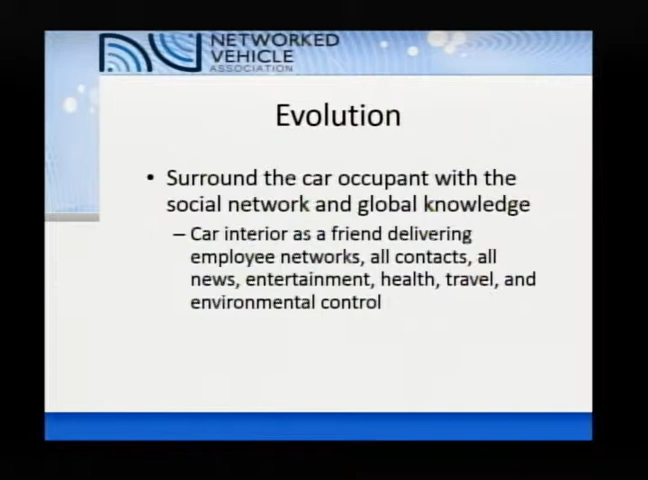 NETWORKED
VEHICLE
ASSOCIATION
Evolution
• Surround the car occupant with the
social network and global knowledge
– Car interior as a friend delivering
employee networks, all contacts, all
news, entertainment, health, travel, and
environmental control